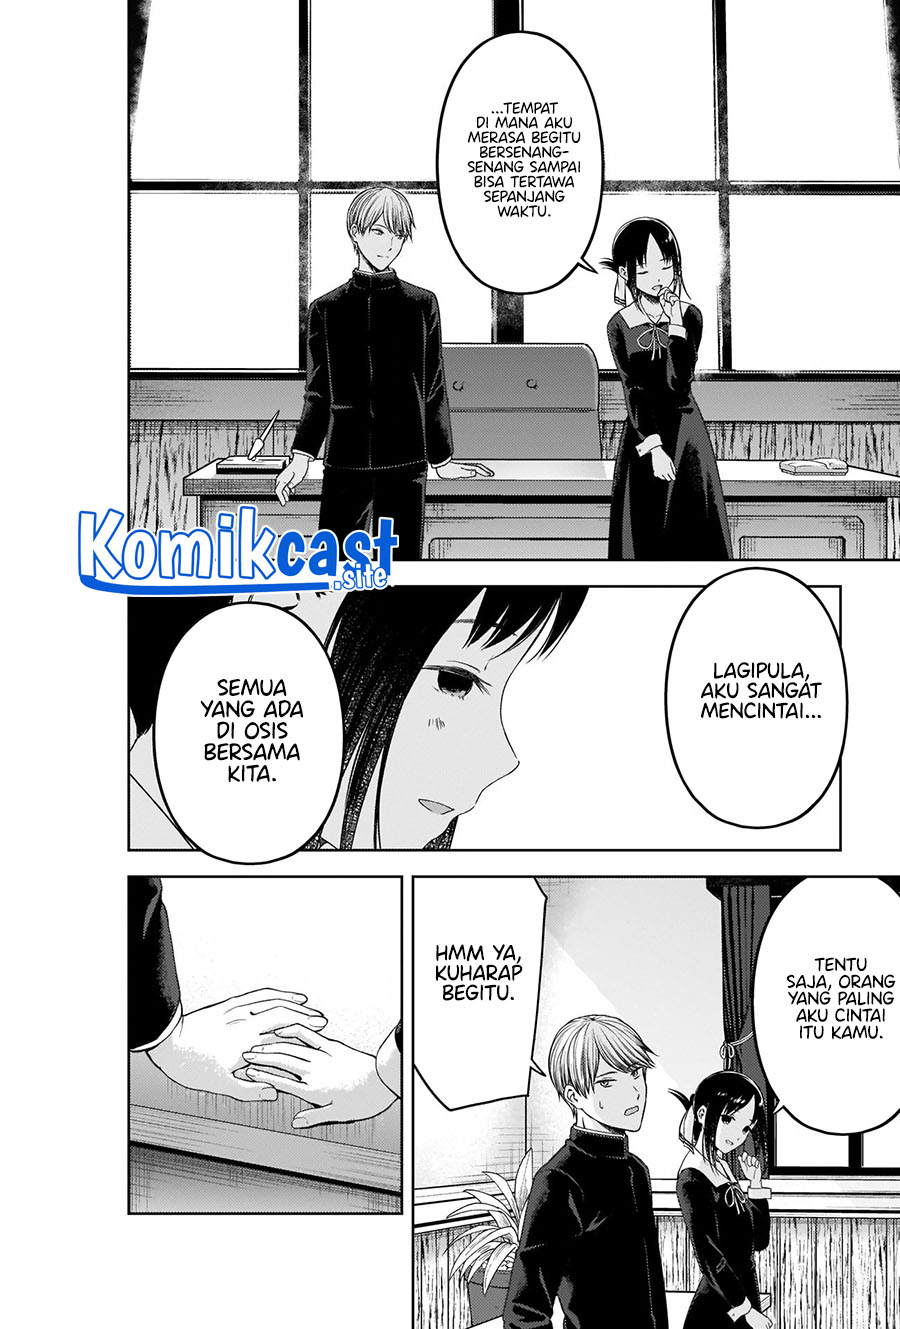 ...TEMPAT
DI MANA AKU
MERASA BEGITU
BERSENANG-
SENANG SAMPAI
BISA TERTAWA
SEPANJANG
WAKTU.
Komikcast
.site
LAGIPULA,
AKU SANGAT
MENCINTAI...
SEMUA
YANG ADA
DI OSIS
BERSAMA
KITA.
TENTU
SAJA, ORANG
YANG PALING
AKU CINTAI
ITU KAMU.
HMM YA,
KUHARAP
BEGITU.